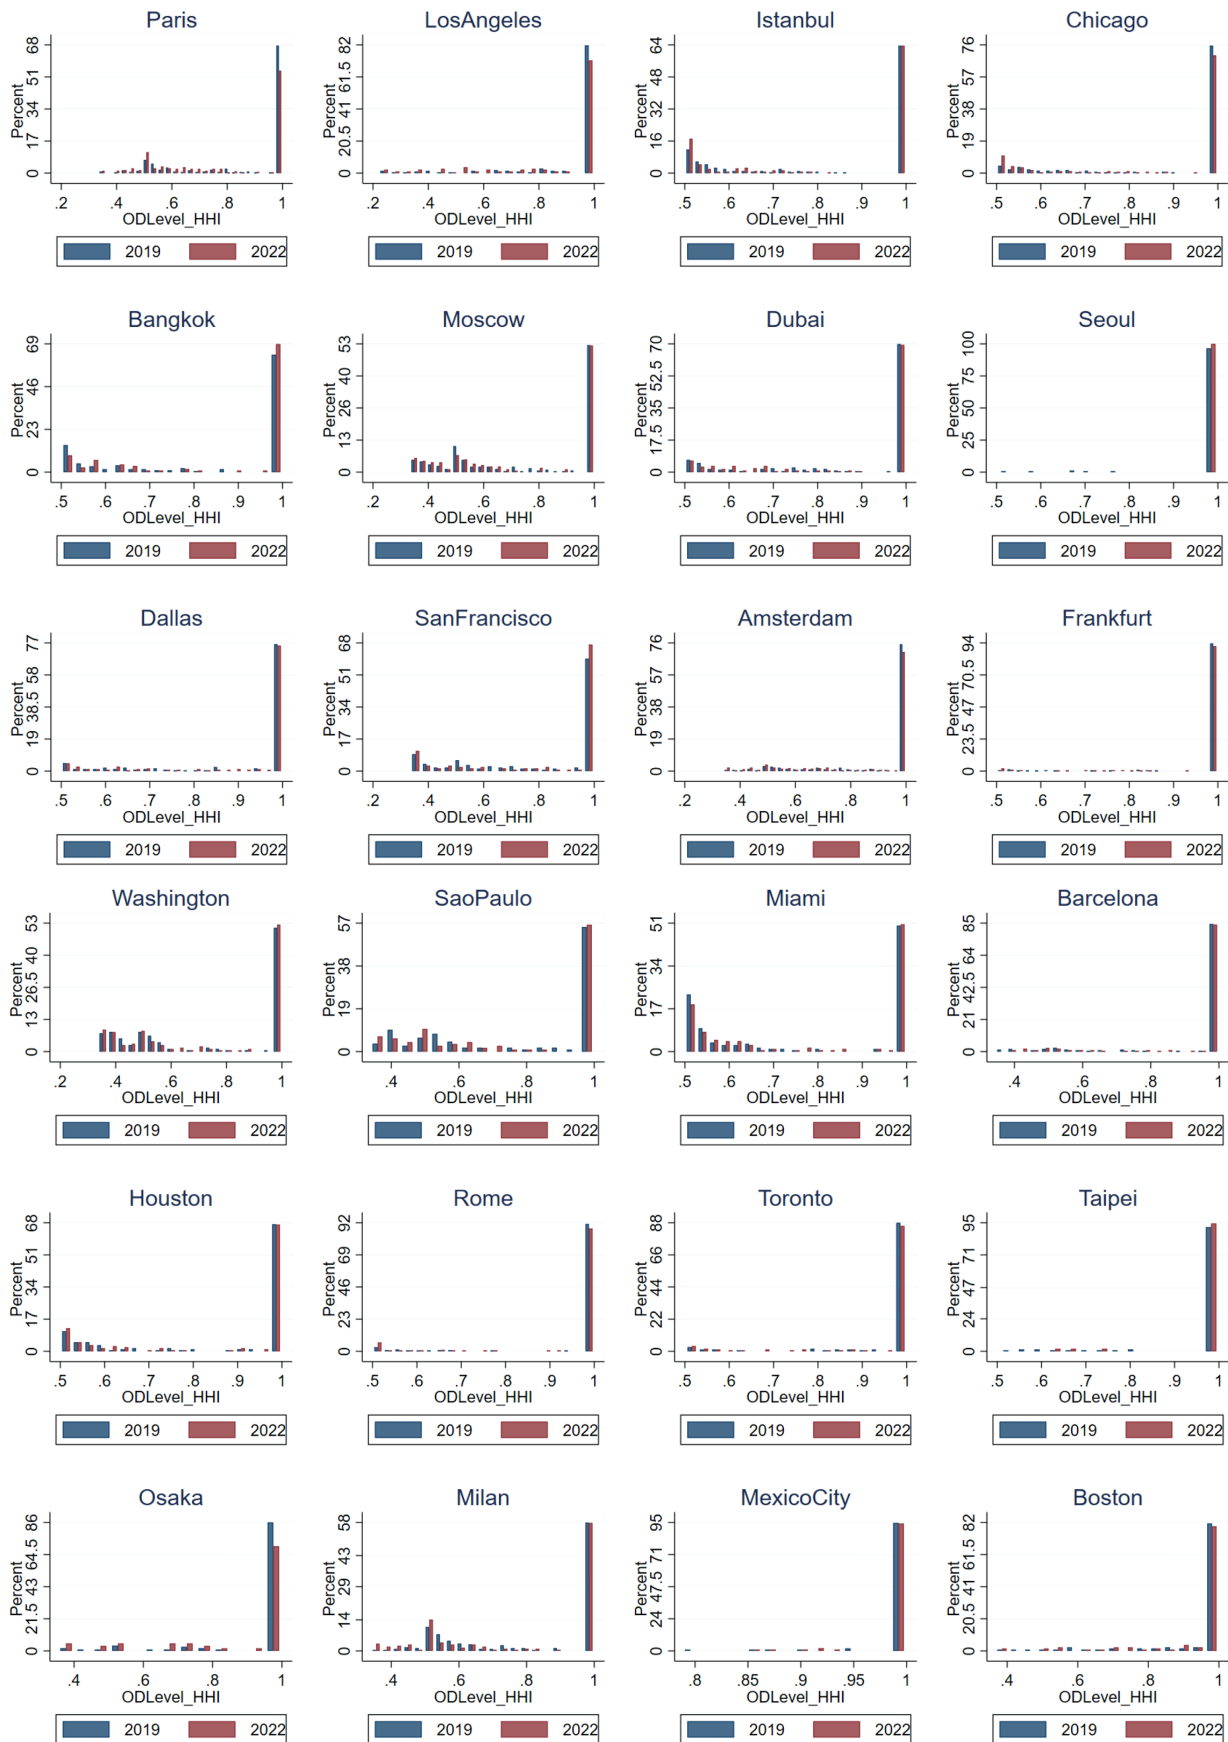 Paris
LosAngeles
Istanbul
Chicago
Percent
0 17 34 51 68
.2 .4 .6 .8 1
ODLevel_HHI
2019 2022
Percent
0 20.5 41 61.5 82
.2 .4 .6 .8 1
ODLevel_HHI
2019 2022
Percent
0 16 32 48 64
.5 .6 .7 .8 .9 1
ODLevel_HHI
2019 2022
Percent
0 19 38 57 76
.5 .6 .7 .8 .9 1
ODLevel_HHI
2019 2022
Bangkok
Moscow
Dubai
Seoul
Percent
0 23 46 69
.5 .6 .7 .8 .9 1
ODLevel_HHI
2019 2022
Percent
0 13 26 40 53
.2 .4 .6 .8 1
ODLevel_HHI
2019 2022
Percent
0 17.5 35 52.5 70
.5 .6 .7 .8 .9 1
ODLevel_HHI
2019 2022
Percent
0 25 50 75 100
.5 .6 .7 .8 .9 1
ODLevel_HHI
2019 2022
Dallas
SanFrancisco
Amsterdam
Frankfurt
Percent
0 19 38.5 58 77
.5 .6 .7 .8 .9 1
ODLevel_HHI
2019 2022
Percent
0 17 34 51 68
.2 .4 .6 .8 1
ODLevel_HHI
2019 2022
Percent
0 19 38 57 76
.2 .4 .6 .8 1
ODLevel_HHI
2019 2022
Percent
0 23.5 47 70.5 94
.5 .6 .7 .8 .9 1
ODLevel_HHI
2019 2022
Washington
SaoPaulo
Miami
Barcelona
Percent
0 13 26.5 40 53
.2 .4 .6 .8 1
ODLevel_HHI
2019 2022
Percent
0 19 38 57
.4 .6 .8 1
ODLevel_HHI
2019 2022
Percent
0 17 34 51
.5 .6 .7 .8 .9 1
ODLevel_HHI
2019 2022
Percent
0 21 42.5 64 85
.4 .6 .8 1
ODLevel_HHI
2019 2022
Houston
Rome
Toronto
Taipei
Percent
0 17 34 51 68
.5 .6 .7 .8 .9 1
ODLevel_HHI
2019 2022
Percent
0 23 46 69 92
.5 .6 .7 .8 .9 1
ODLevel_HHI
2019 2022
Percent
0 22 44 66 88
.5 .6 .7 .8 .9 1
ODLevel_HHI
2019 2022
Percent
0 24 47 71 95
.5 .6 .7 .8 .9 1
ODLevel_HHI
2019 2022
Osaka
Milan
MexicoCity
Boston
Percent
0 21.5 43 64.5 86
.4 .6 .8 1
ODLevel_HHI
2019 2022
Percent
0 14 29 43 58
.4 .6 .8 1
ODLevel_HHI
2019 2022
Percent
0 24 47.5 71 95
.8 .85 .9 .95 1
ODLevel_HHI
2019 2022
Percent
0 20.5 41 61.5 82
.4 .6 .8 1
ODLevel_HHI
2019 2022